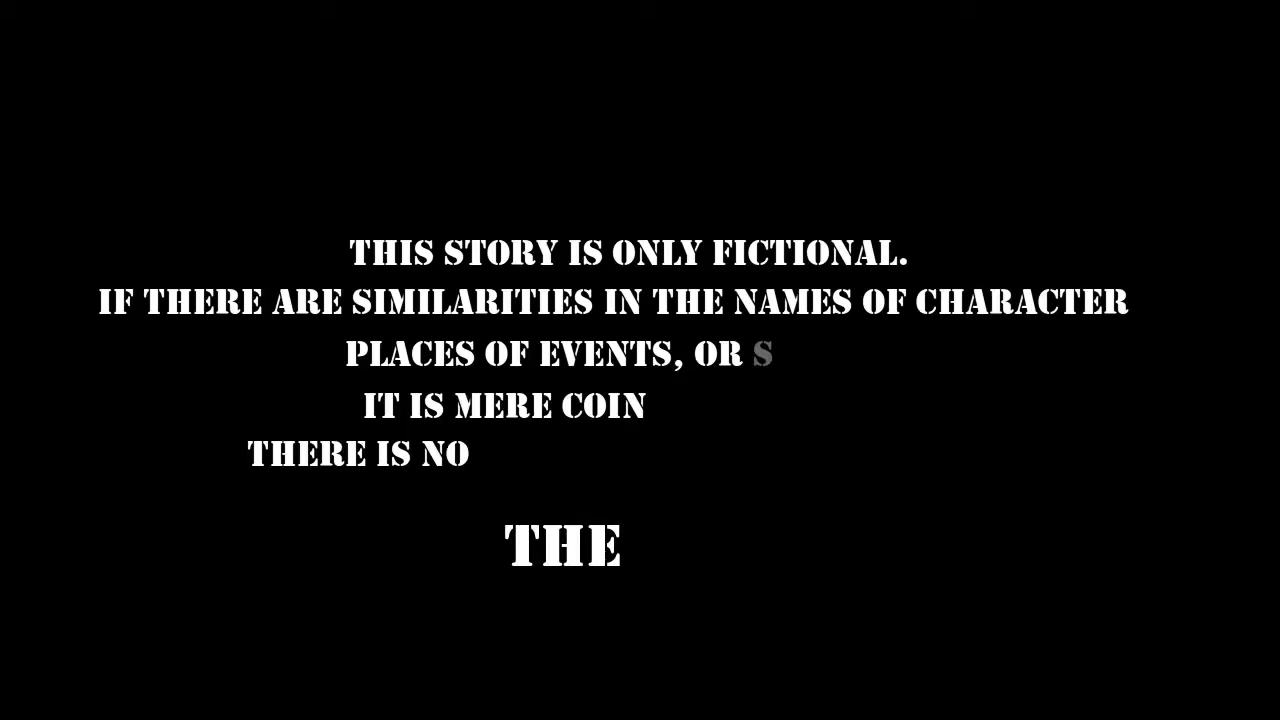 THIS STORY IS ONLY FICTIONAL.
IF THERE ARE SIMILARITIES IN THE NAMES OF CHARACTER
PLACES OF EVENTS, OR S
IT IS MERE COIN
THERE IS NO
THE